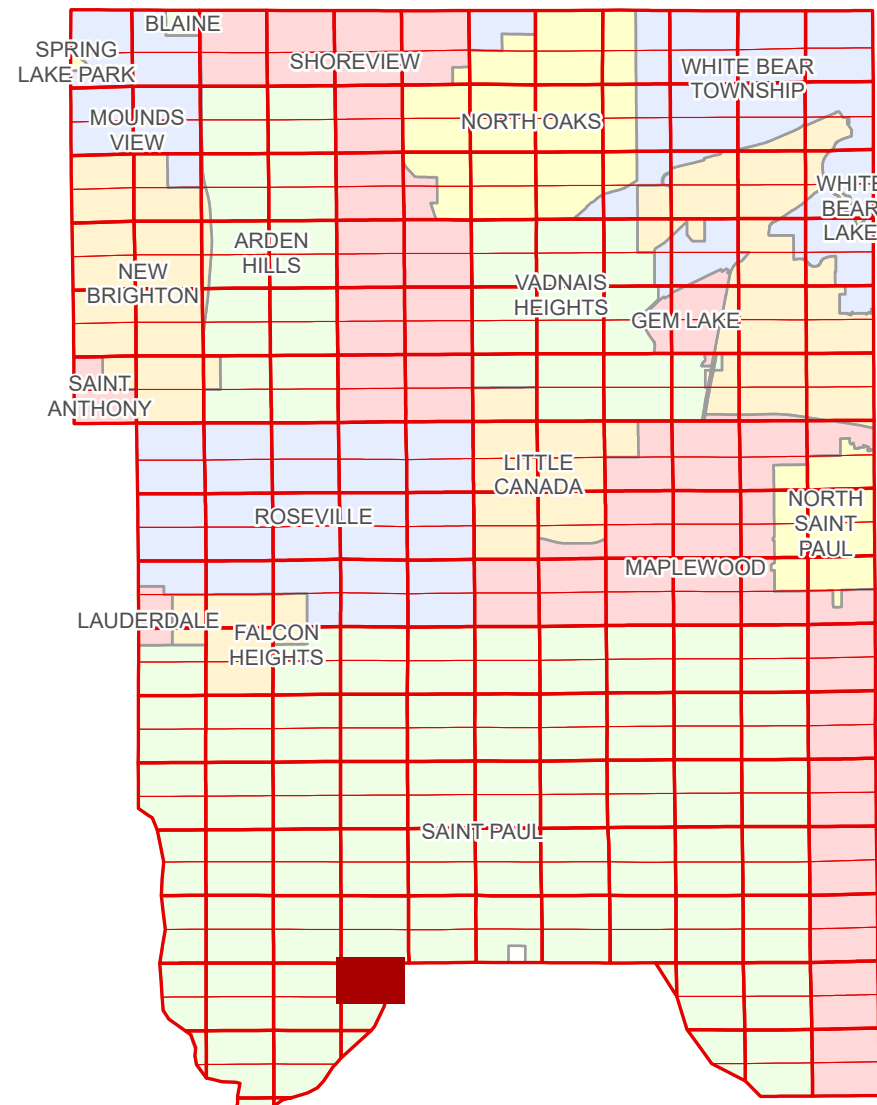 BLAINE
SPRING
LAKE PARK
SHOREVIEW
WHITE BEAR
TOWNSHIP
MOUNDS
VIEW
NORTH OAKS
WHITE
BEAR
LAKE
ARDEN
HILLS
NEW
BRIGHTON
VADNAIS
HEIGHTS
GEM LAKE
SAINT
ANTHONY
LITTLE
CANADA
NORTH
SAINT
PAUL
ROSEVILLE
MAPLEWOOD
LAUDERDALE
FALCON
HEIGHTS
SAINT PAUL